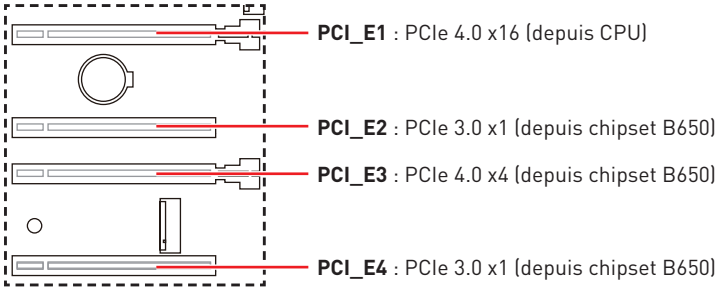 PCI_E1 : PCIe 4.0 x16 (depuis CPU)
PCI_E2 : PCIe 3.0 x1 (depuis chipset B650)
PCI_E3 : PCIe 4.0 x4 (depuis chipset B650)
PCI_E4 : PCIe 3.0 x1 (depuis chipset B650)